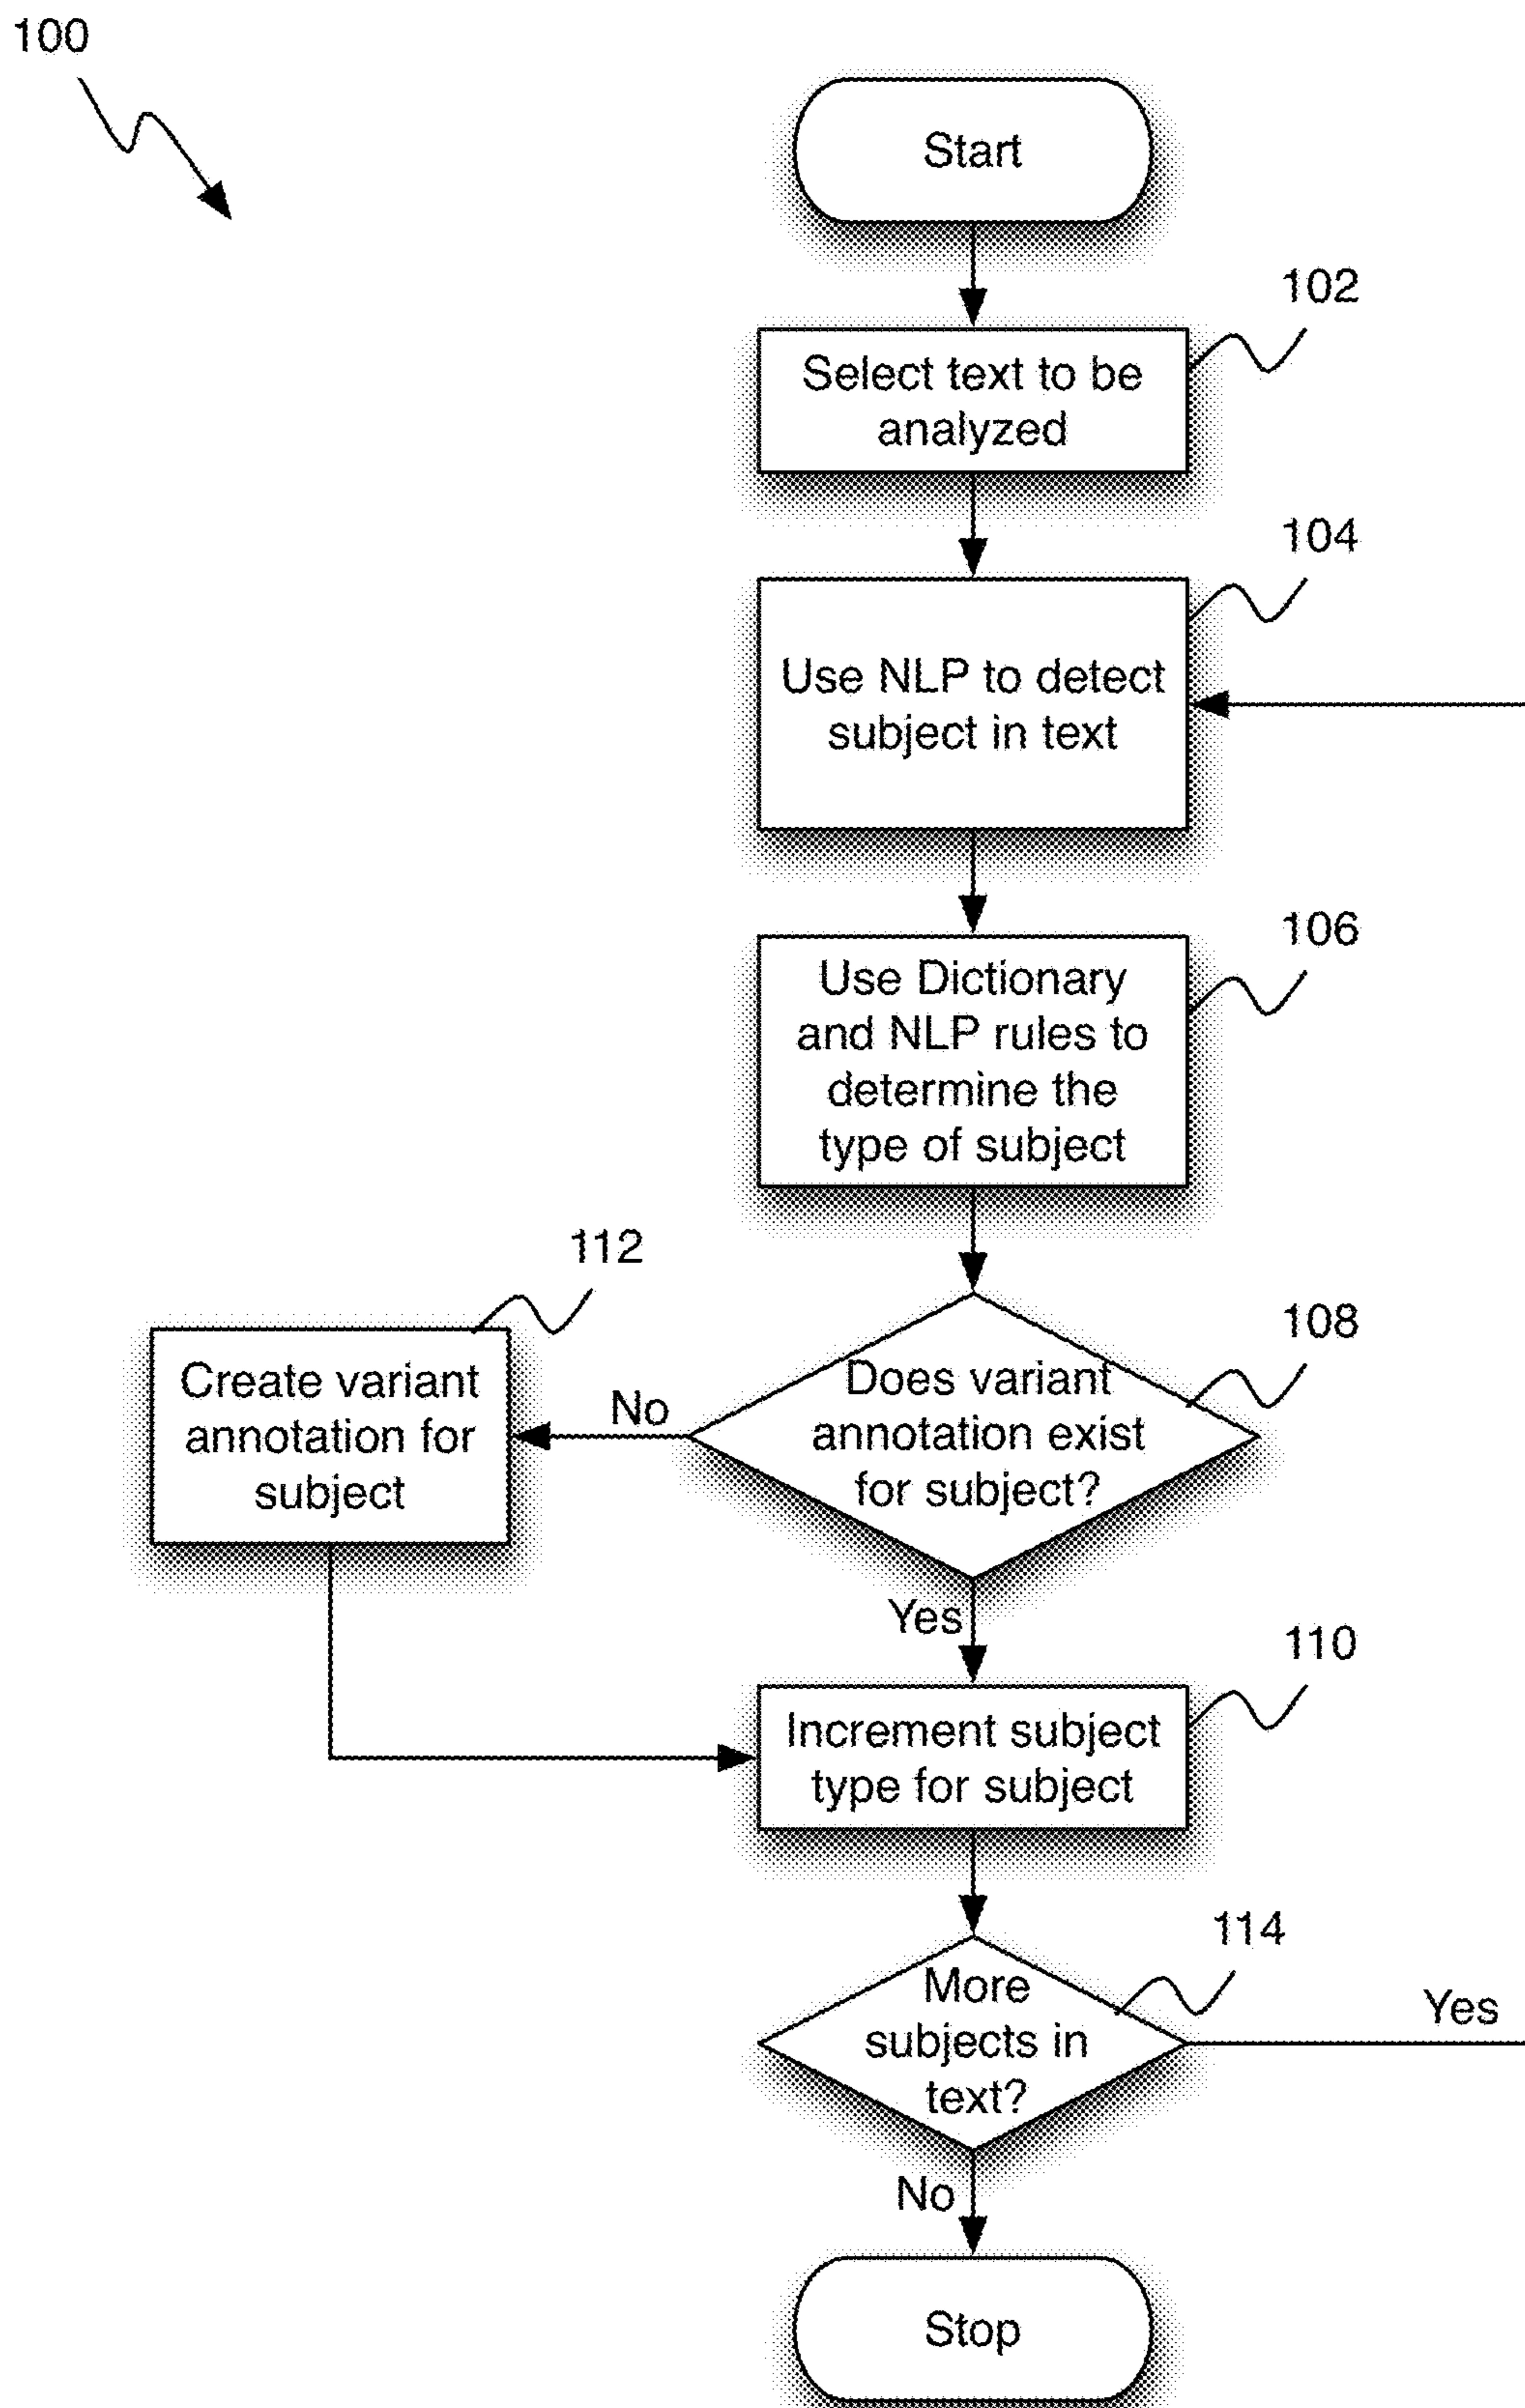 100
Start
102
Select text to be
analyzed
104
Use NLP to detect
subject in text
106
Use Dictionary
and NLP rules to
determine the
type of subject
112
Create variant
annotation for
subject
No
108
Does variant
annotation exist
for subject?
Yes
110
Increment subject
type for subject
114
More
subjects in
text?
Yes
No
Stop